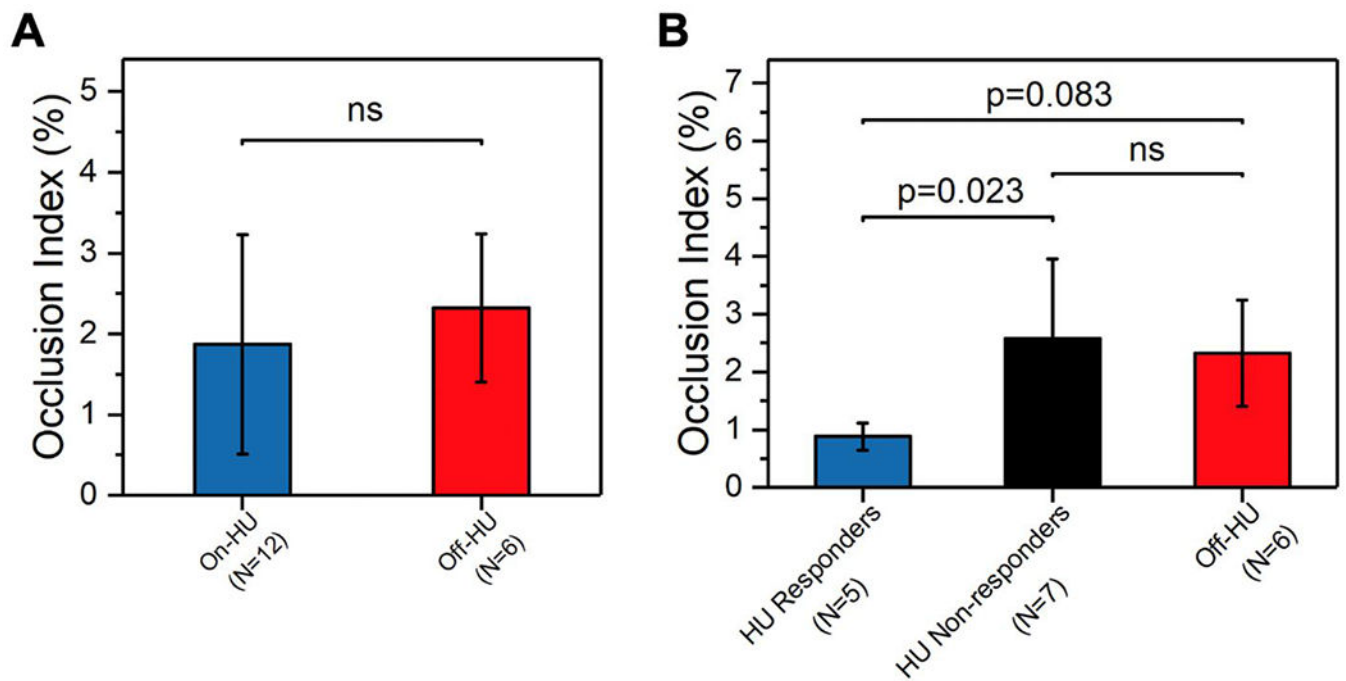 A
Occlusion Index (%)
5
4
3
2
1
0
ns
On-HU
(N=12)
Off-HU
(N=6)
B
Occlusion Index (%)
7
6
5
4
3
2
1
0
p=0.083
ns
p=0.023
HU Responders
(N=5)
HU Non-responders
(N=7)
Off-HU
(N=6)